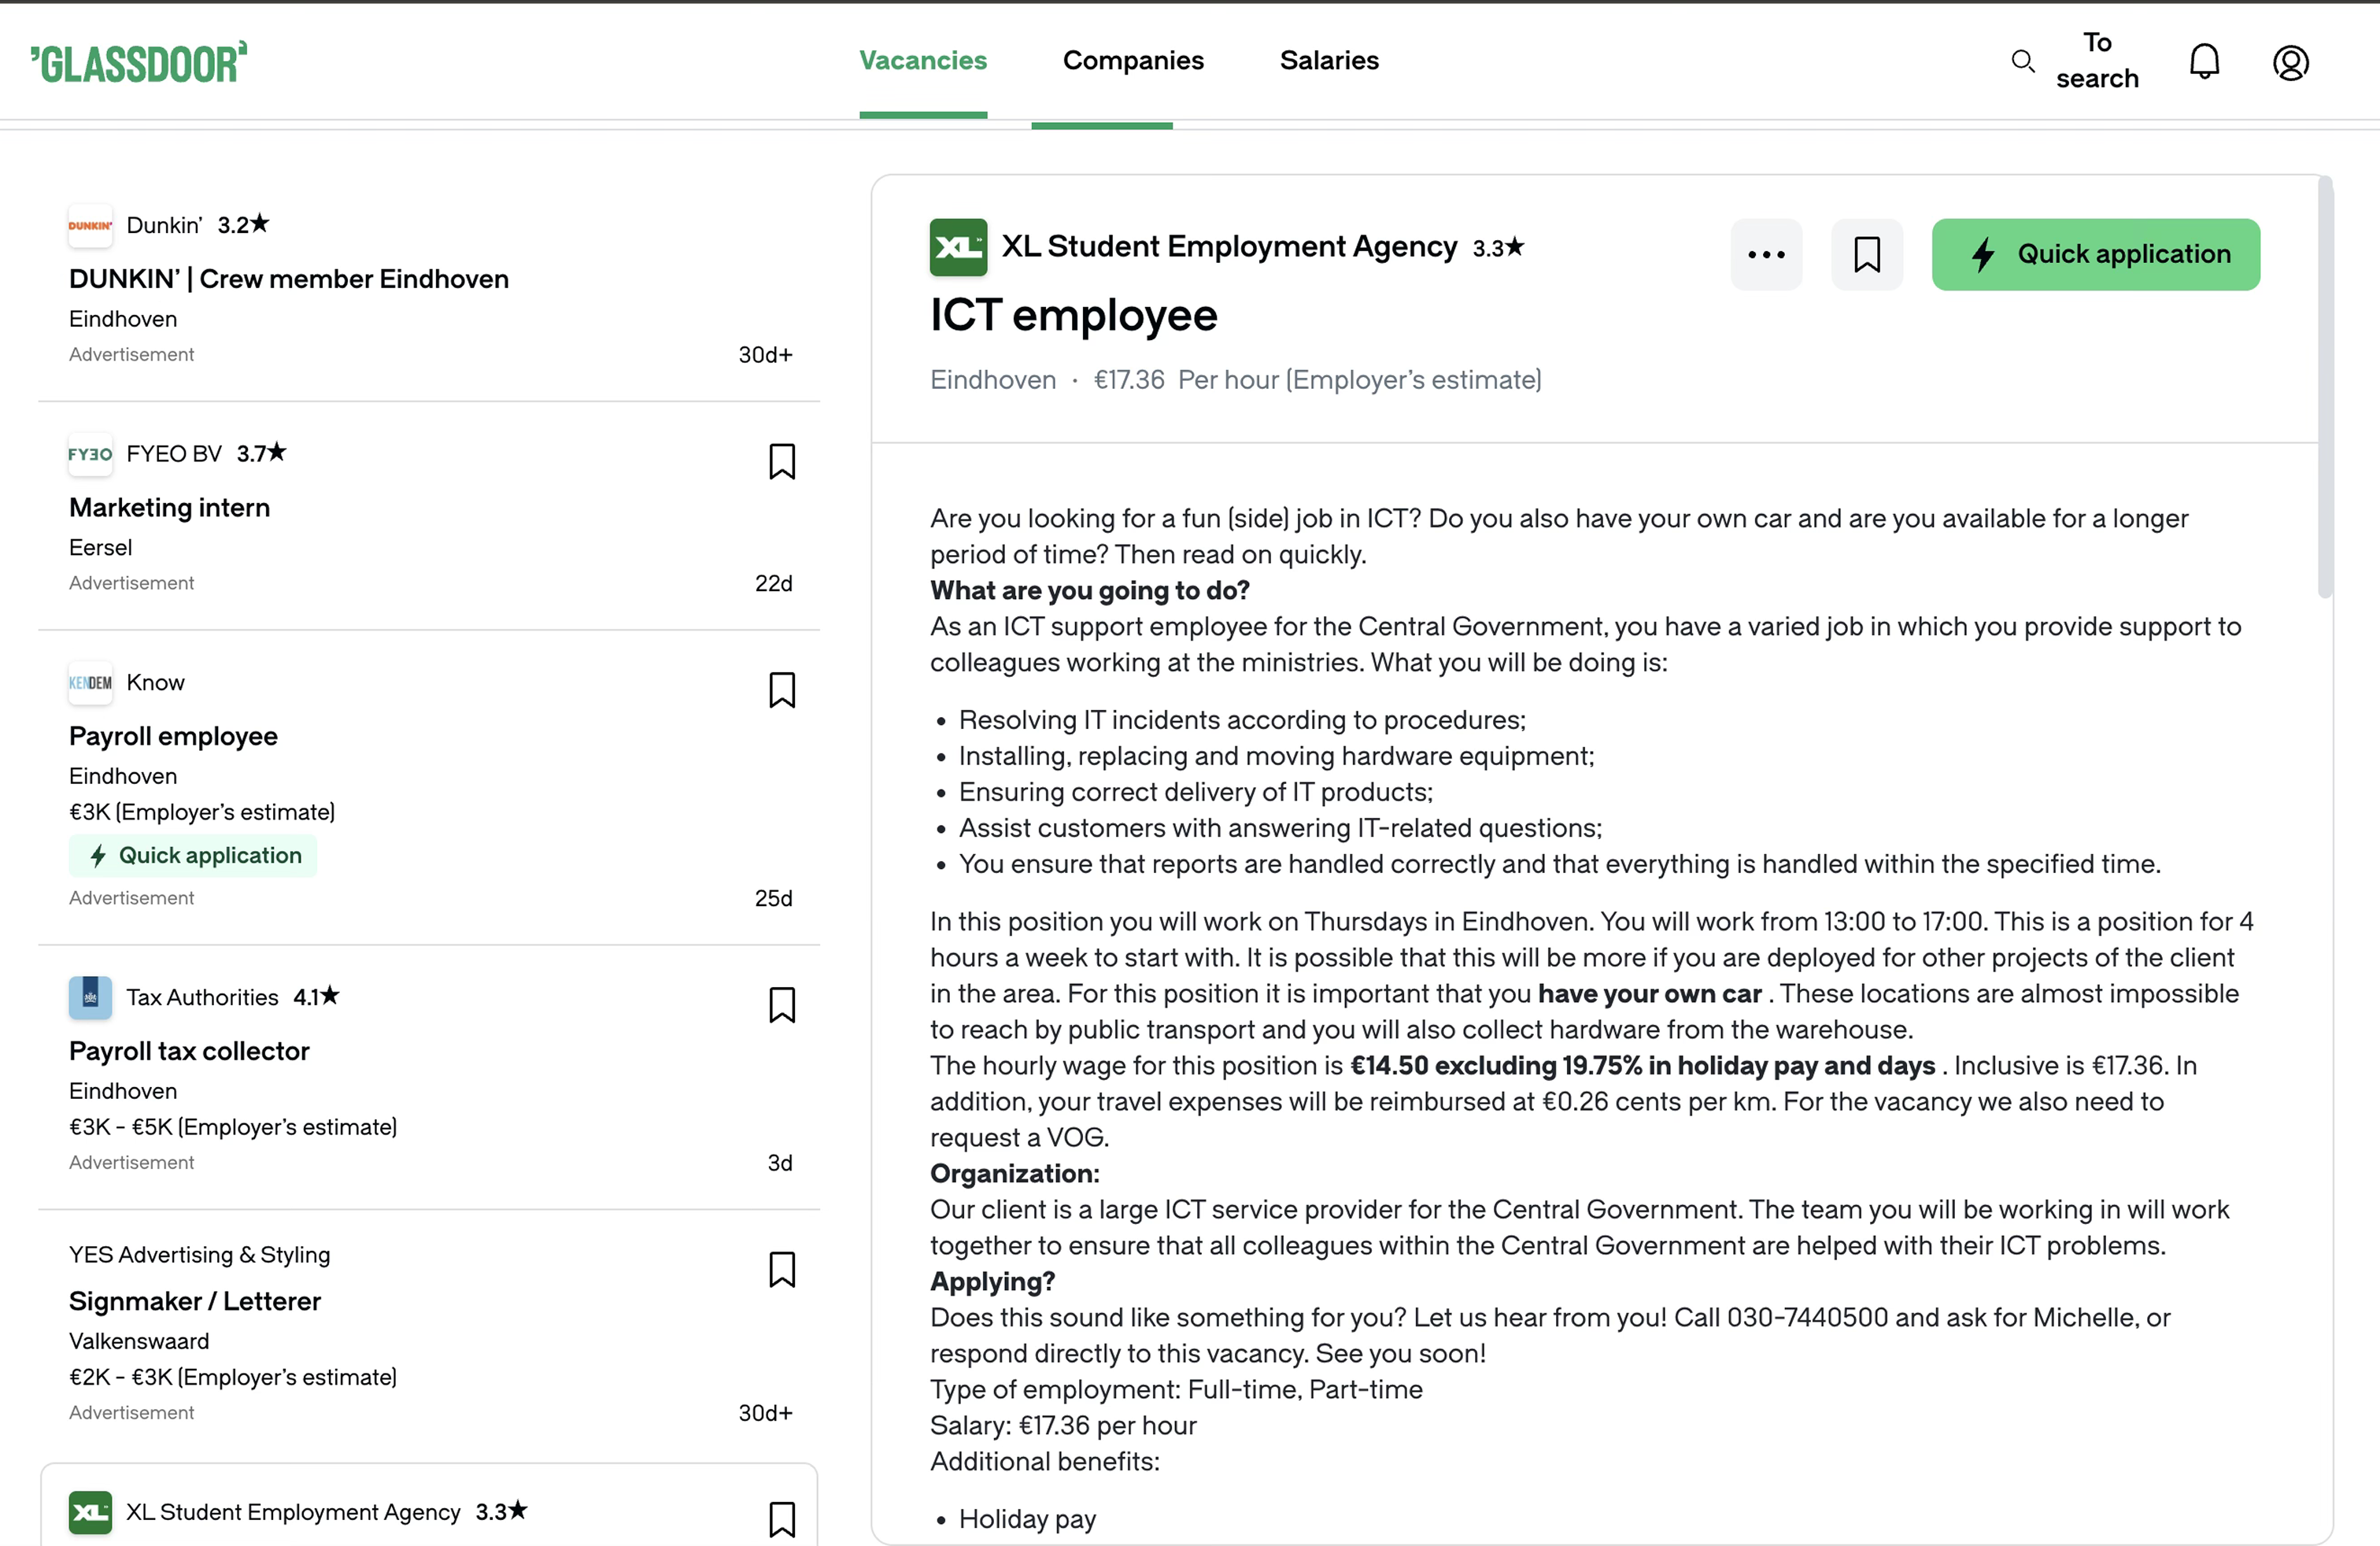 GLASSDOOR
Vacancies
Companies
Salaries
To
search
DUNKIN'
Dunkin' 3.2★
DUNKIN' | Crew member Eindhoven
Eindhoven
Advertisement
30d+
FYEO
FYEO BV 3.7★
Marketing intern
Eersel
Advertisement
22d
KENDEM
Know
Payroll employee
Eindhoven
€3K (Employer's estimate)
Quick application
Advertisement
25d
Tax Authorities 4.1★
Payroll tax collector
Eindhoven
€3K - €5K (Employer's estimate)
Advertisement
3d
YES Advertising & Styling
Signmaker / Letterer
Valkenswaard
€2K - €3K (Employer's estimate)
Advertisement
30d+
XL
XL Student Employment Agency 3.3★
XL
XL Student Employment Agency 3.3★
Quick application
ICT employee
Eindhoven · €17.36 Per hour (Employer's estimate)
Are you looking for a fun (side) job in ICT? Do you also have your own car and are you available for a longer
period of time? Then read on quickly.
What are you going to do?
As an ICT support employee for the Central Government, you have a varied job in which you provide support to
colleagues working at the ministries. What you will be doing is:
• Resolving IT incidents according to procedures;
• Installing, replacing and moving hardware equipment;
• Ensuring correct delivery of IT products;
• Assist customers with answering IT-related questions;
• You ensure that reports are handled correctly and that everything is handled within the specified time.
In this position you will work on Thursdays in Eindhoven. You will work from 13:00 to 17:00. This is a position for 4
hours a week to start with. It is possible that this will be more if you are deployed for other projects of the client
in the area. For this position it is important that you have your own car . These locations are almost impossible
to reach by public transport and you will also collect hardware from the warehouse.
The hourly wage for this position is €14.50 excluding 19.75% in holiday pay and days . Inclusive is €17.36. In
addition, your travel expenses will be reimbursed at €0.26 cents per km. For the vacancy we also need to
request a VOG.
Organization:
Our client is a large ICT service provider for the Central Government. The team you will be working in will work
together to ensure that all colleagues within the Central Government are helped with their ICT problems.
Applying?
Does this sound like something for you? Let us hear from you! Call 030-7440500 and ask for Michelle, or
respond directly to this vacancy. See you soon!
Type of employment: Full-time, Part-time
Salary: €17.36 per hour
Additional benefits:
• Holiday pay